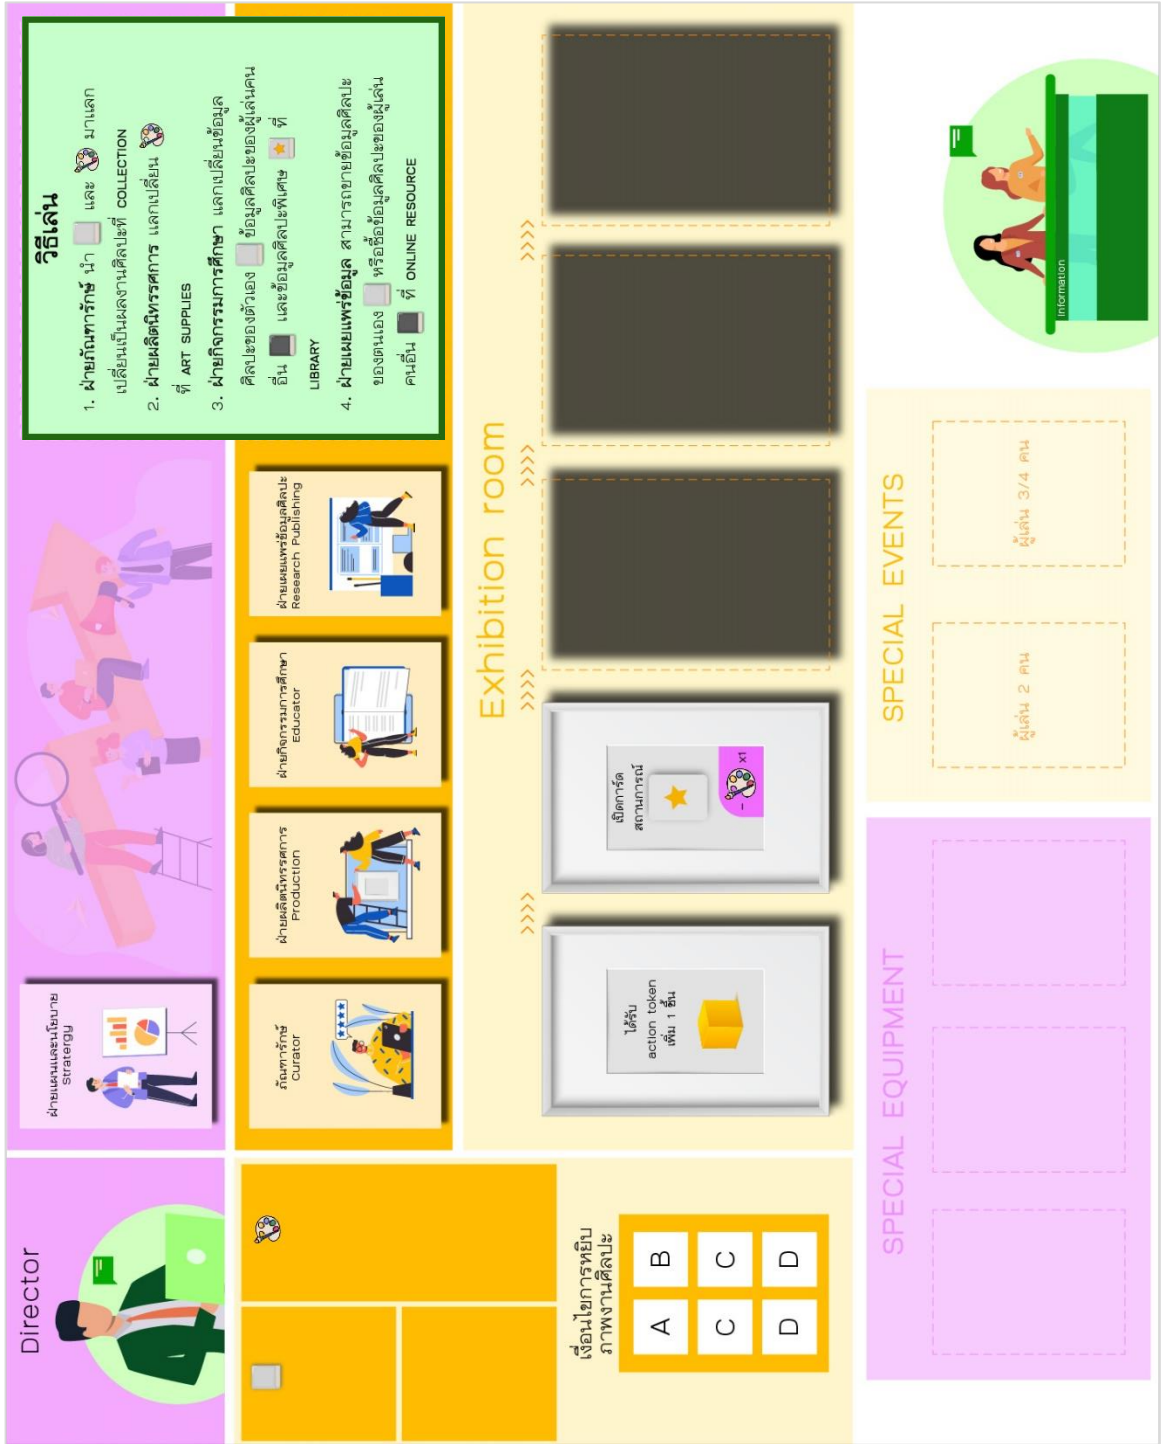 Director
ฝ่ายแผนและนโยบาย
Stratergy
วิธีเล่น
1. ฝ่ายภัณฑารักษ์ นำ และ มาแลก
เปลี่ยนเป็นผลงานศิลปะที่ COLLECTION
2. ฝ่ายผลิตนิทรรศการ แลกเปลี่ยน
ที่ ART SUPPLIES
3. ฝ่ายกิจกรรมการศึกษา แลกเปลี่ยนข้อมูล
ศิลปะของตัวเอง ข้อมูลศิลปะของผู้เล่นคน
อื่น และข้อมูลศิลปะพิเศษ ที่
LIBRARY
4. ฝ่ายเผยแพร่ข้อมูล สามารถขายข้อมูลศิลปะ
ของตนเอง หรือซื้อข้อมูลศิลปะของผู้เล่น
คนอื่น ที่ ONLINE RESOURCE
ภัณฑารักษ์
Curator
ฝ่ายผลิตนิทรรศการ
Production
ฝ่ายกิจกรรมการศึกษา
Educator
ฝ่ายเผยแพร่ข้อมูลศิลปะ
Research Publishing
Exhibition room
ได้รับ
action token
เพิ่ม 1 ชิ้น
เปิดการ์ด
สถานการณ์
- x1
เงื่อนไขการหยิบ
ภาพงานศิลปะ
A B
C C
D D
SPECIAL EQUIPMENT
SPECIAL EVENTS
ผู้เล่น 2 คน
ผู้เล่น 3/4 คน
Information